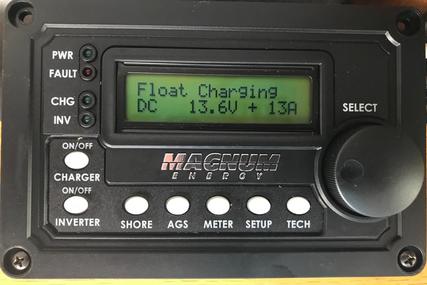 PWR
FAULT
CHG
INV
Float Charging
DC 13.6V + 13A
SELECT
ON/OFF
CHARGER
ON/OFF
INVERTER
MAGNUM
ENERGY
SHORE AGS METER SETUP TECH